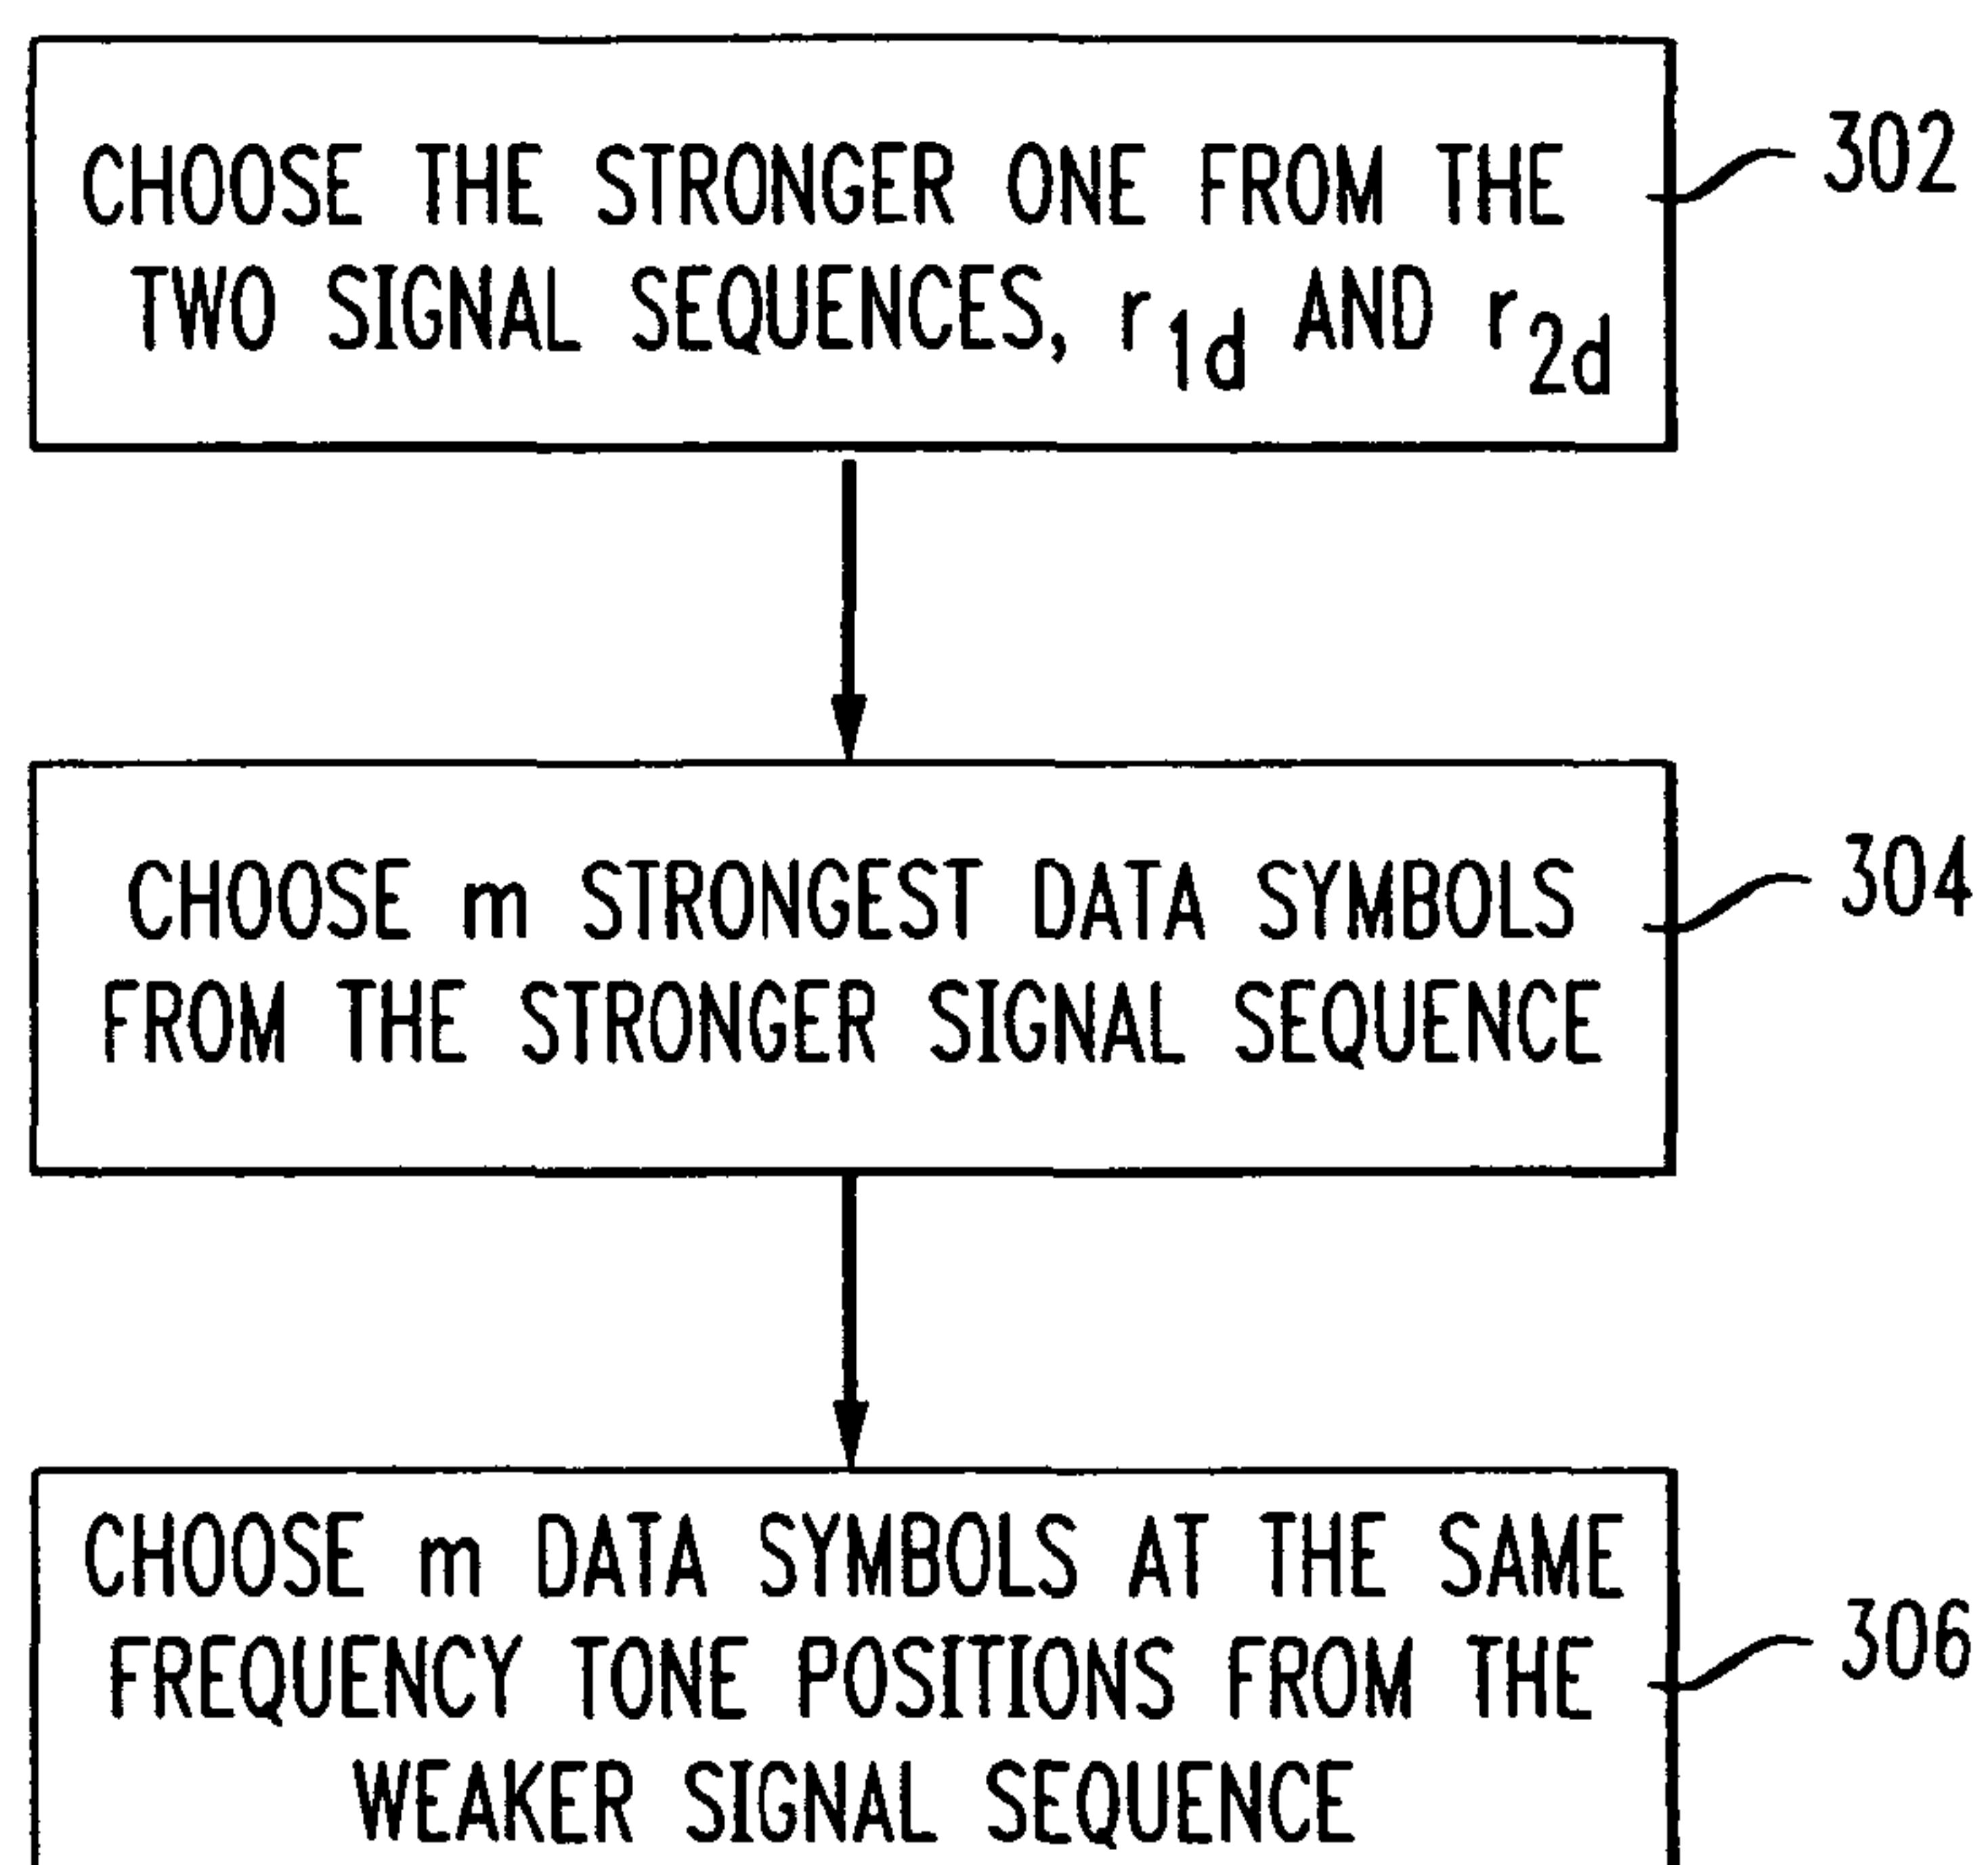 CHOOSE THE STRONGER ONE FROM THE
TWO SIGNAL SEQUENCES, r1d AND r2d
302
CHOOSE m STRONGEST DATA SYMBOLS
FROM THE STRONGER SIGNAL SEQUENCE
304
CHOOSE m DATA SYMBOLS AT THE SAME
FREQUENCY TONE POSITIONS FROM THE
WEAKER SIGNAL SEQUENCE
306